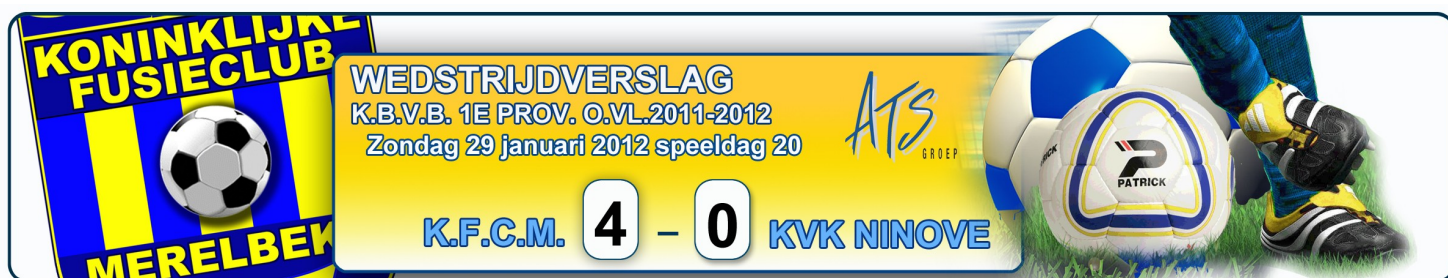 KONINKLIJKE
FUSIECLUB
MERELBEK
WEDSTRIJDVERSLAG
K.B.V.B. 1E PROV. O.VL.2011-2012
Zondag 29 januari 2012 speeldag 20
ATS
GROEP
K.F.C.M. 4 – 0 KVK NINOVE
PATRICK